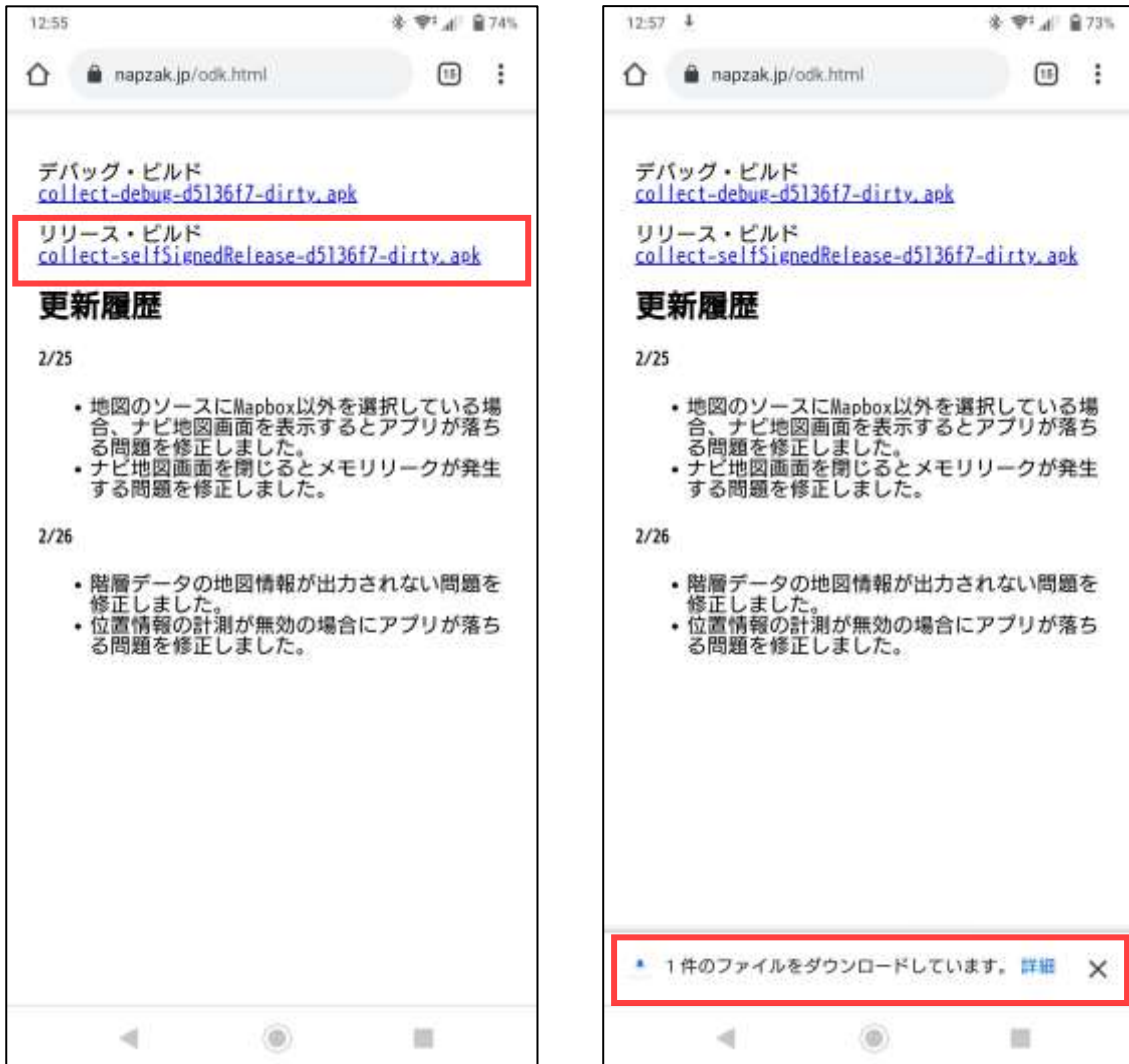 12:55
74%
napzak.jp/odk.html
15
デバッグ・ビルド
collect-debug-d5136f7-dirty.apk
リリース・ビルド
collect-selfSignedRelease-d5136f7-dirty.apk
更新履歴
2/25
・地図のソースにMapbox以外を選択している場
合、ナビ地図画面を表示するとアプリが落ち
る問題を修正しました。
・ナビ地図画面を閉じるとメモリリークが発生
する問題を修正しました。
2/26
・階層データの地図情報が出力されない問題を
修正しました。
・位置情報の計測が無効の場合にアプリが落ち
る問題を修正しました。
12:57
73%
napzak.jp/odk.html
15
デバッグ・ビルド
collect-debug-d5136f7-dirty.apk
リリース・ビルド
collect-selfSignedRelease-d5136f7-dirty.apk
更新履歴
2/25
・地図のソースにMapbox以外を選択している場
合、ナビ地図画面を表示するとアプリが落ち
る問題を修正しました。
・ナビ地図画面を閉じるとメモリリークが発生
する問題を修正しました。
2/26
・階層データの地図情報が出力されない問題を
修正しました。
・位置情報の計測が無効の場合にアプリが落ち
る問題を修正しました。
1 件のファイルをダウンロードしています。 詳細